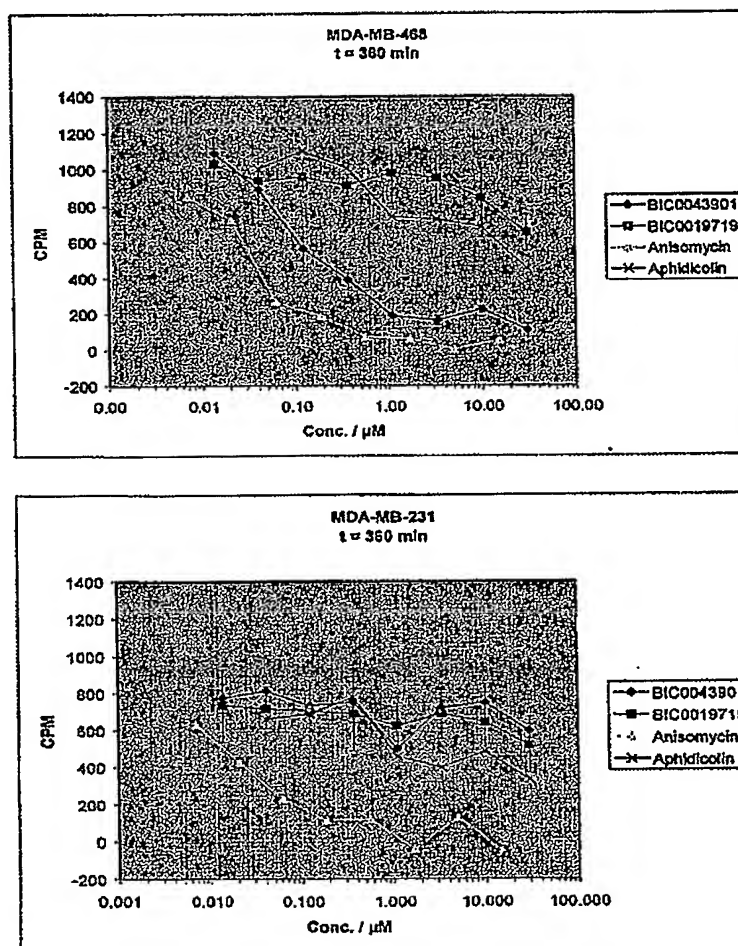 MDA-MB-468
t = 360 min
1400
1200
1000
800
600
400
200
0
-200
CPM
0.00
0.01
0.10
1.00
10.00
100.00
Conc. / µM
BIC0043901
BIC0019719
Anisomycin
Aphidicolin
MDA-MB-231
t = 360 min
1400
1200
1000
800
600
400
200
0
-200
CPM
0.001
0.010
0.100
1.000
10.000
100.000
Conc. / µM
BIC004390
BIC001971
Anisomycin
Aphidicolin